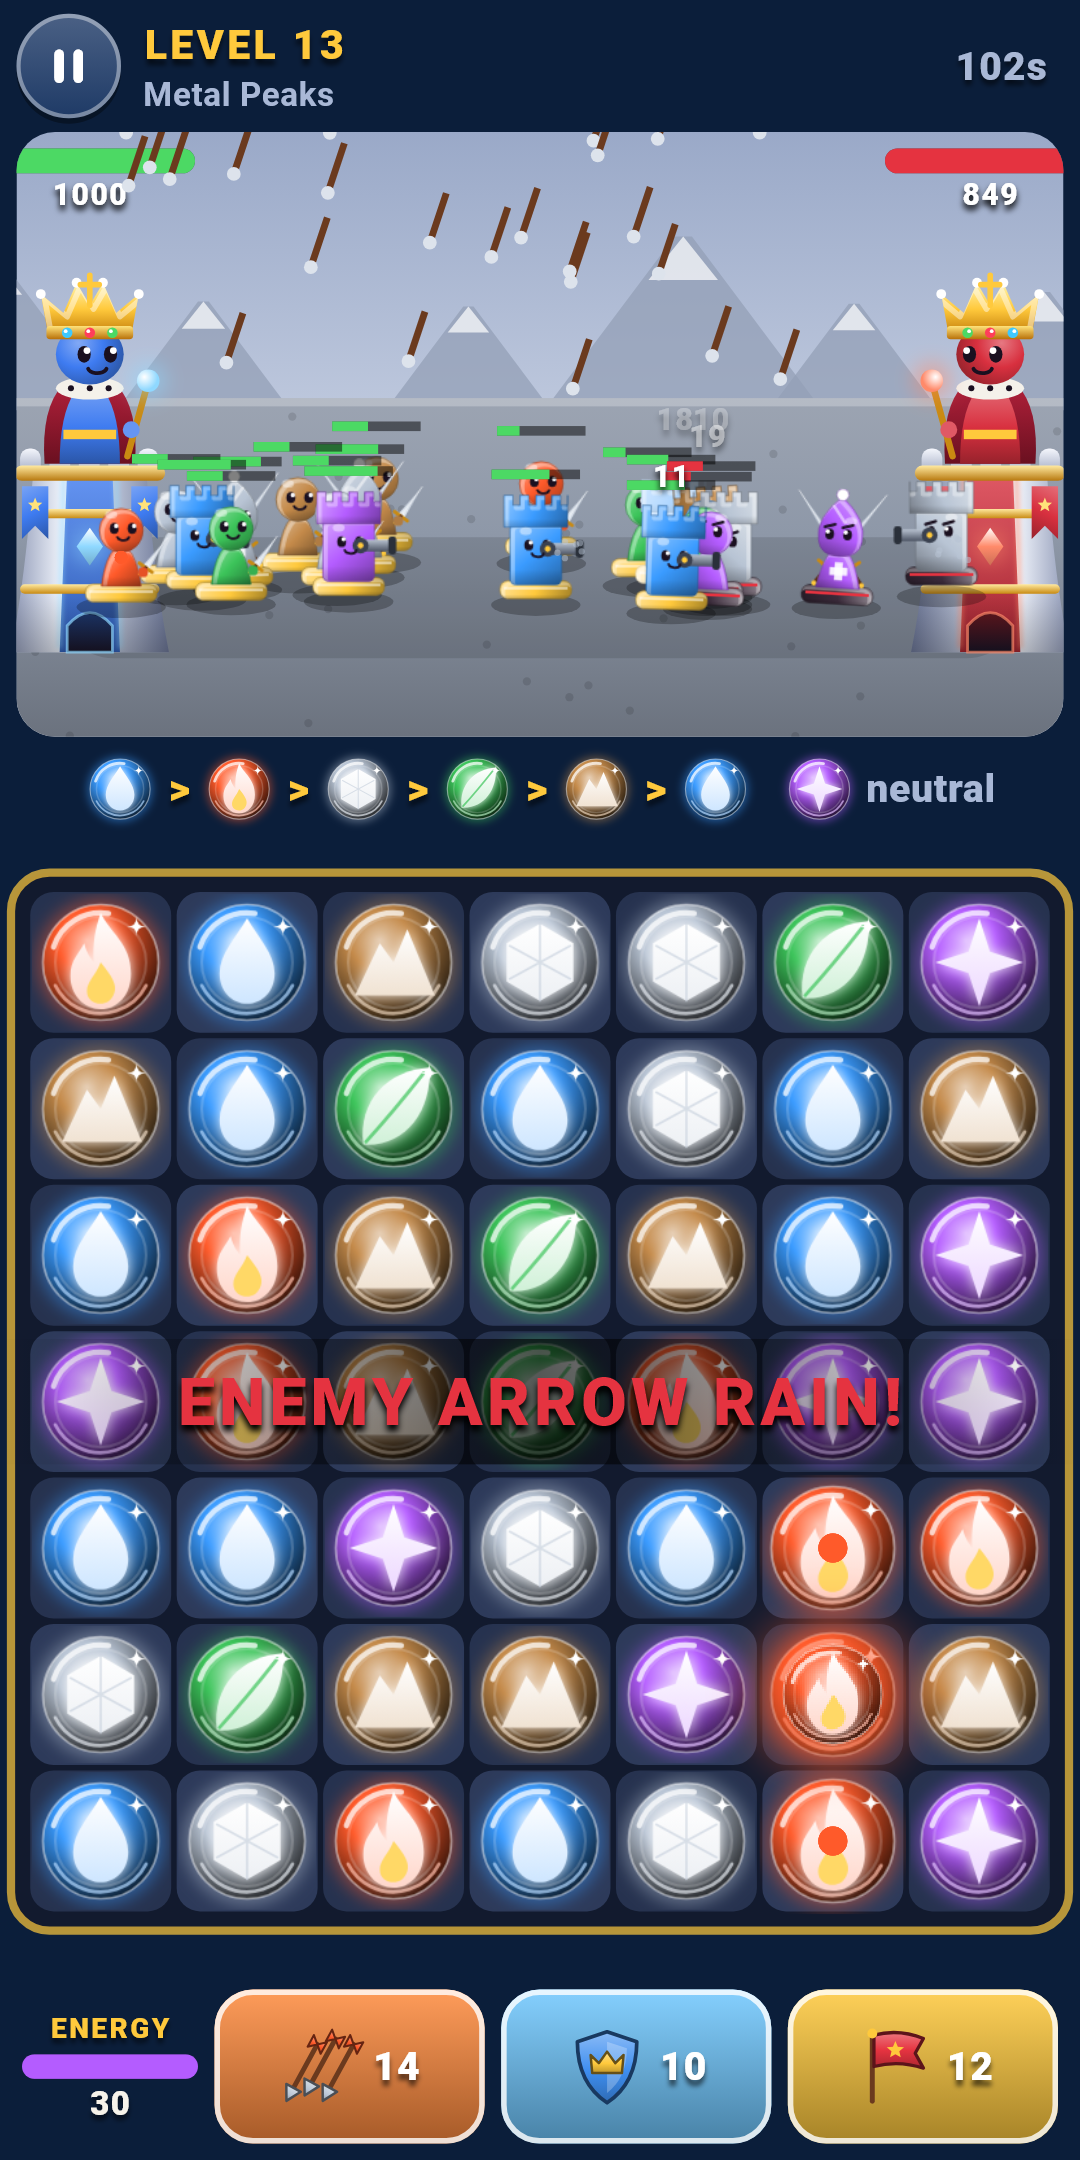 LEVEL 13
Metal Peaks
102s
1000
849
1810
19
11
> > > > > neutral
ENEMY ARROW RAIN!
ENERGY
30
14
10
12